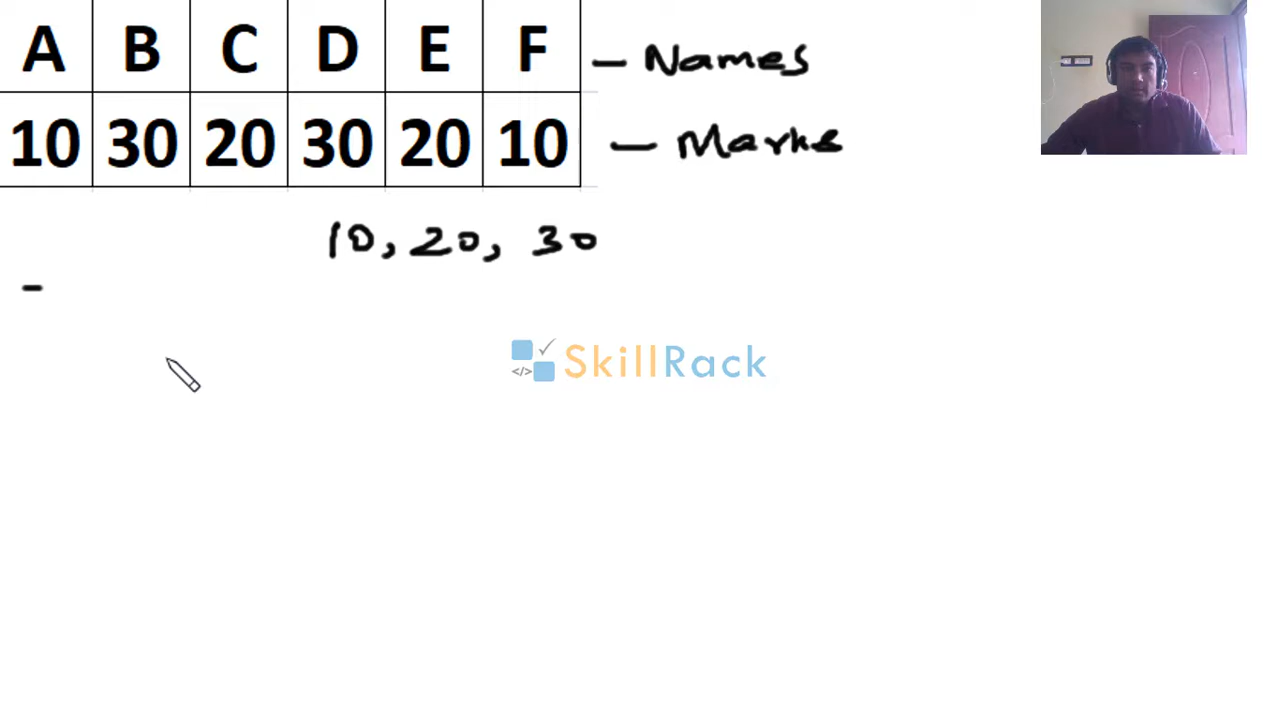 A B C D E F – Names
10 30 20 30 20 10 – Marks
10, 20, 30
-
SkillRack